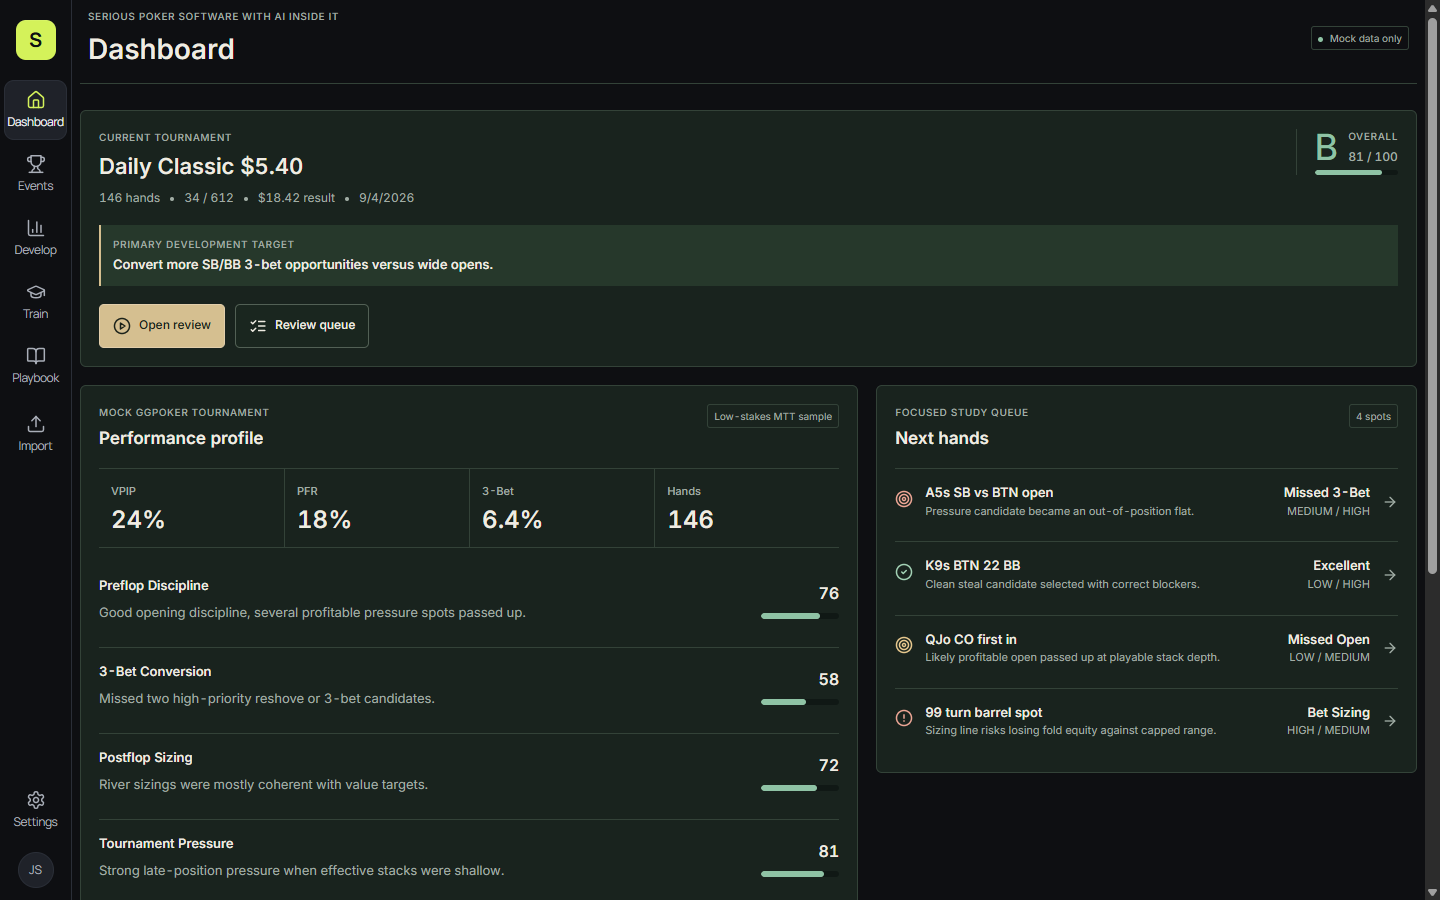 SERIOUS POKER SOFTWARE WITH AI INSIDE IT
Dashboard
Mock data only
S
Dashboard
Events
Develop
Train
Playbook
Import
Settings
JS
CURRENT TOURNAMENT
Daily Classic $5.40
146 hands • 34 / 612 • $18.42 result • 9/4/2026
B
OVERALL
81 / 100
PRIMARY DEVELOPMENT TARGET
Convert more SB/BB 3-bet opportunities versus wide opens.
Open review
Review queue
MOCK GGPOKER TOURNAMENT
Performance profile
Low-stakes MTT sample
VPIP
24%
PFR
18%
3-Bet
6.4%
Hands
146
Preflop Discipline
Good opening discipline, several profitable pressure spots passed up.
76
3-Bet Conversion
Missed two high-priority reshove or 3-bet candidates.
58
Postflop Sizing
River sizings were mostly coherent with value targets.
72
Tournament Pressure
Strong late-position pressure when effective stacks were shallow.
81
FOCUSED STUDY QUEUE
Next hands
4 spots
A5s SB vs BTN open
Pressure candidate became an out-of-position flat.
Missed 3-Bet
MEDIUM / HIGH
K9s BTN 22 BB
Clean steal candidate selected with correct blockers.
Excellent
LOW / HIGH
QJo CO first in
Likely profitable open passed up at playable stack depth.
Missed Open
LOW / MEDIUM
99 turn barrel spot
Sizing line risks losing fold equity against capped range.
Bet Sizing
HIGH / MEDIUM